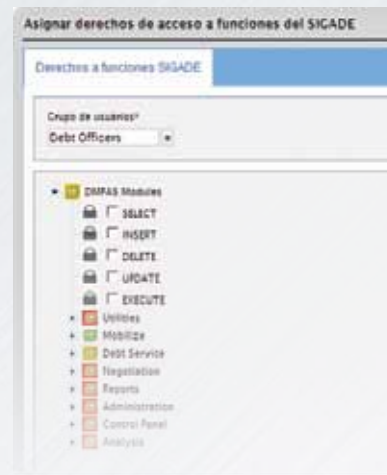 Asignar derechos de acceso a funciones del SIGADE
Derechos a funciones SIGADE
Grupo de usuarios*
Debt Officers
DMFAS Modules
SELECT
INSERT
DELETE
UPDATE
EXECUTE
Utilities
Mobilize
Debt Service
Negotiation
Reports
Administration
Control Panel
Analysis